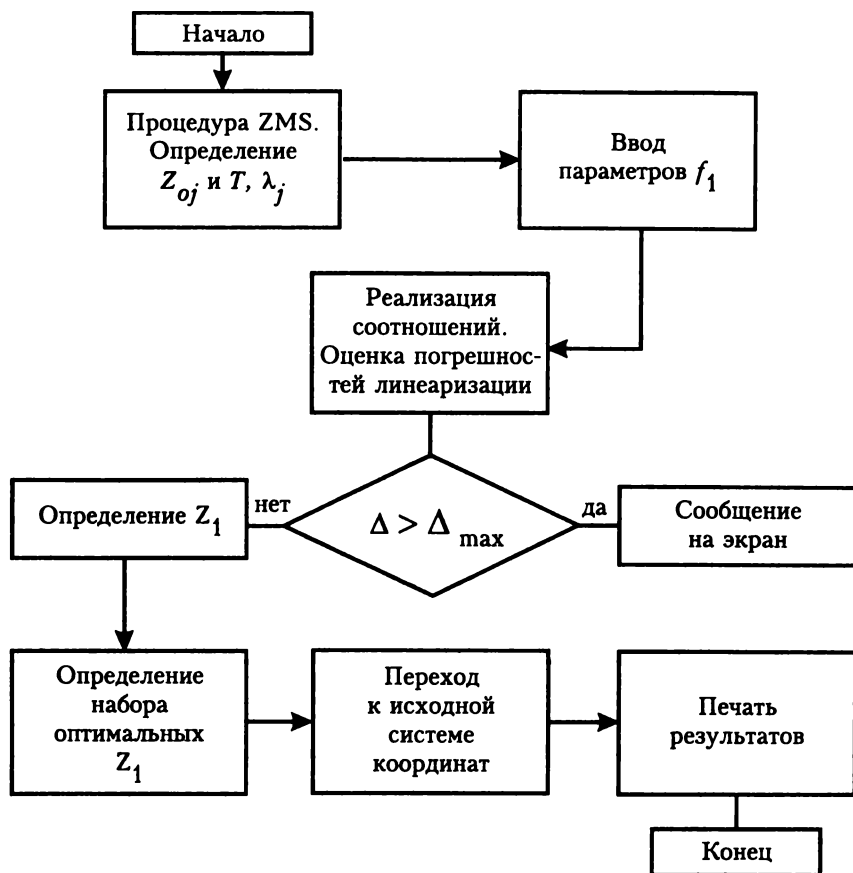 Начало
Процедура ZMS.
Определение
Z_oj и T, λ_j
Ввод
параметров f_1
Реализация
соотношений.
Оценка погрешнос-
тей линеаризации
Определение Z_1
нет
Δ > Δ_max
да
Сообщение
на экран
Определение
набора
оптимальных
Z_1
Переход
к исходной
системе
координат
Печать
результатов
Конец